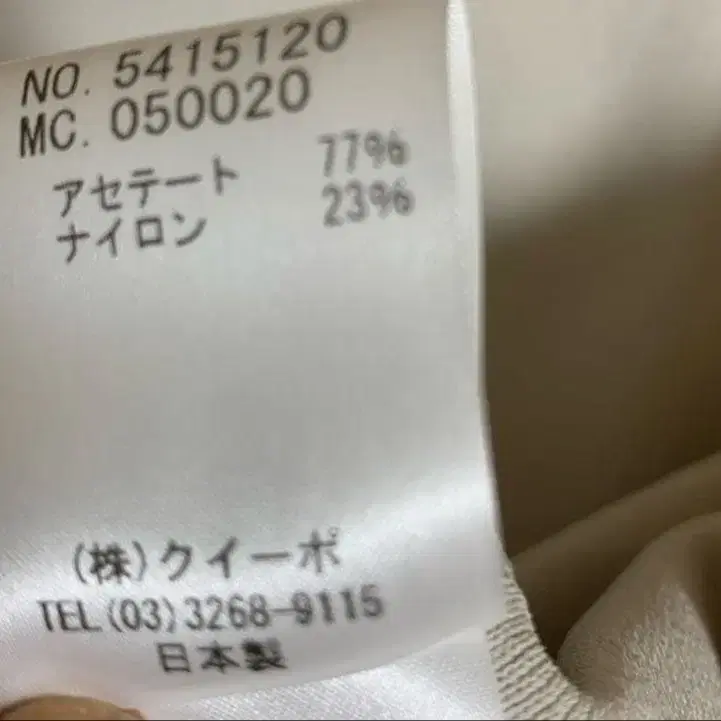 NO. 5415120
MC. 050020
アセテート 77%
ナイロン 23%
(株)クイーポ
TEL(03)3268-9115
日本製